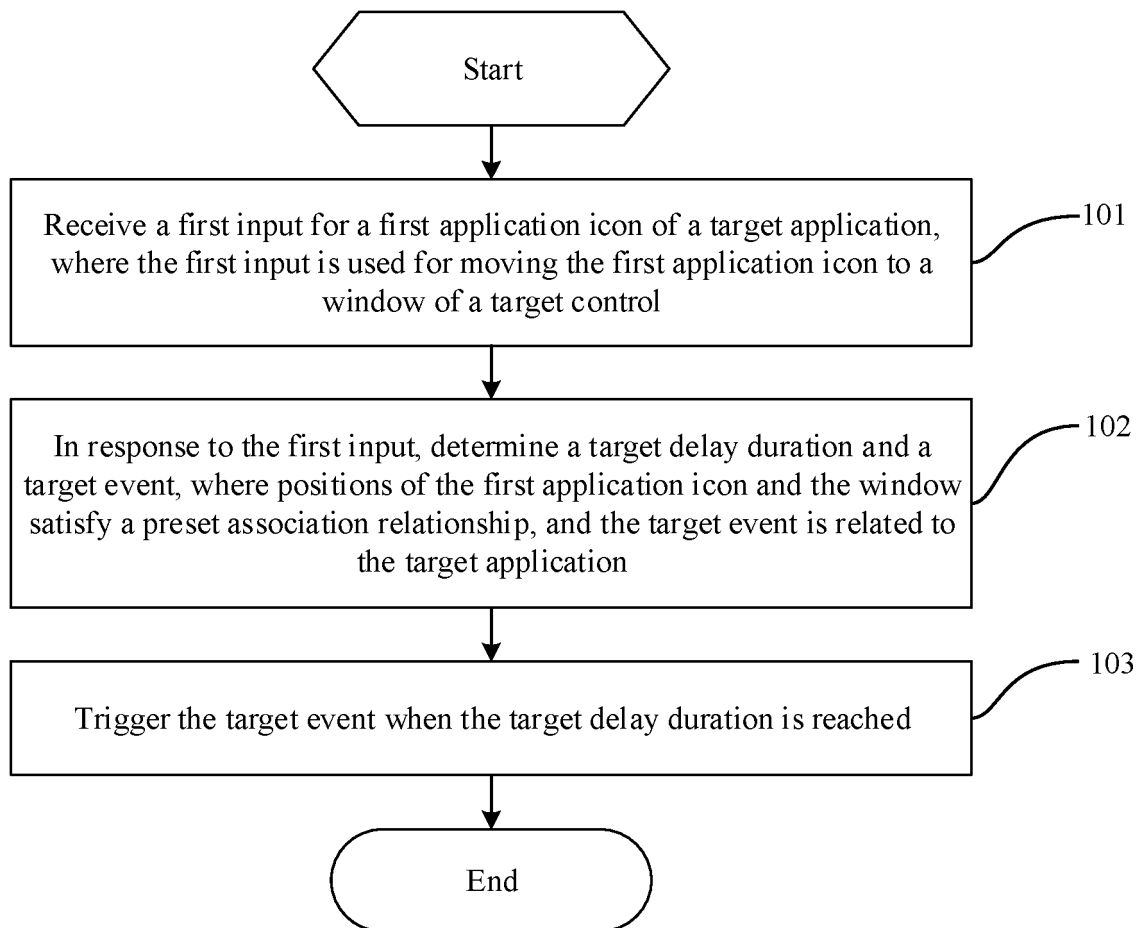 Start
Receive a first input for a first application icon of a target application,
where the first input is used for moving the first application icon to a
window of a target control
101
In response to the first input, determine a target delay duration and a
target event, where positions of the first application icon and the window
satisfy a preset association relationship, and the target event is related to
the target application
102
Trigger the target event when the target delay duration is reached
103
End